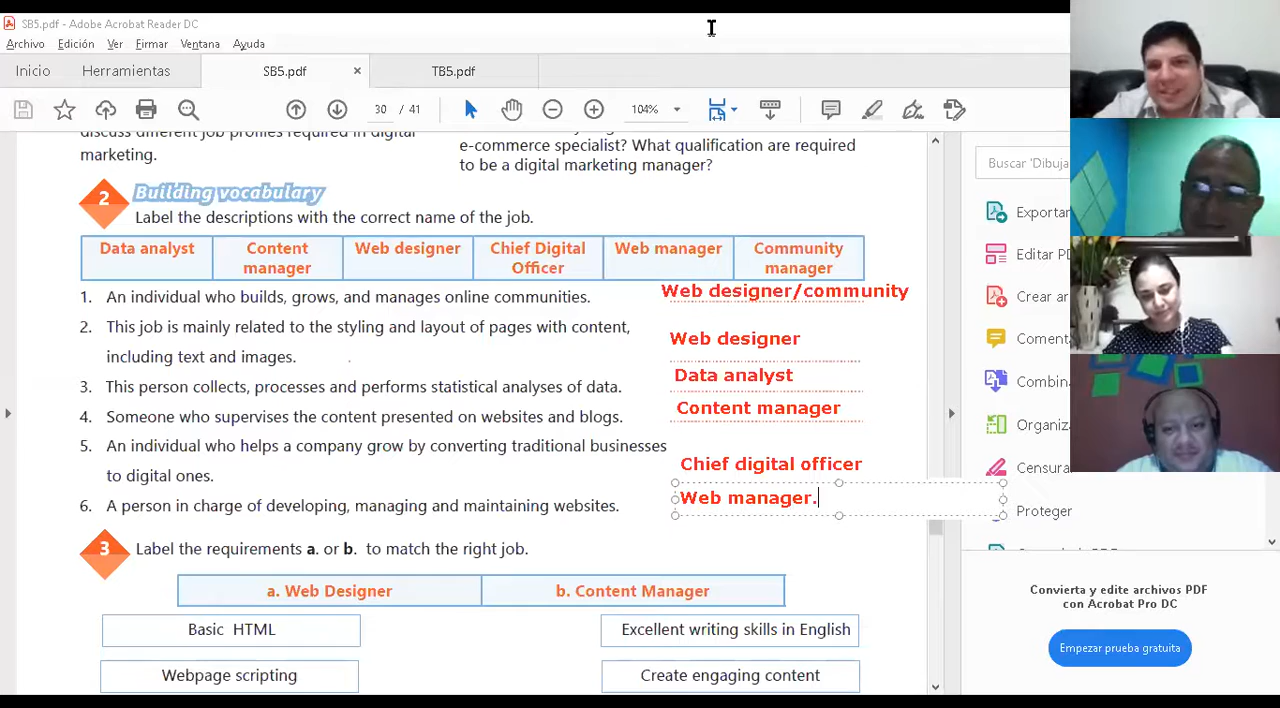 SB5.pdf - Adobe Acrobat Reader DC
Archivo Edición Ver Firmar Ventana Ayuda
Inicio Herramientas SB5.pdf × TB5.pdf
30 / 41 104%
discuss different job profiles required in digital
marketing.
e-commerce specialist? What qualification are required
to be a digital marketing manager?
Buscar 'Dibuja
2 Building vocabulary
Label the descriptions with the correct name of the job.
Data analyst
Content manager
Web designer
Chief Digital Officer
Web manager
Community manager
1. An individual who builds, grows, and manages online communities. Web designer/community
2. This job is mainly related to the styling and layout of pages with content,
including text and images. Web designer
3. This person collects, processes and performs statistical analyses of data. Data analyst
4. Someone who supervises the content presented on websites and blogs. Content manager
5. An individual who helps a company grow by converting traditional businesses
to digital ones. Chief digital officer
6. A person in charge of developing, managing and maintaining websites. Web manager.
3 Label the requirements a. or b. to match the right job.
a. Web Designer b. Content Manager
Basic HTML Excellent writing skills in English
Webpage scripting Create engaging content
Exportar
Editar PD
Crear ar
Comenta
Combin
Organiz
Censura
Proteger
Convierta y edite archivos PDF
con Acrobat Pro DC
Empezar prueba gratuita